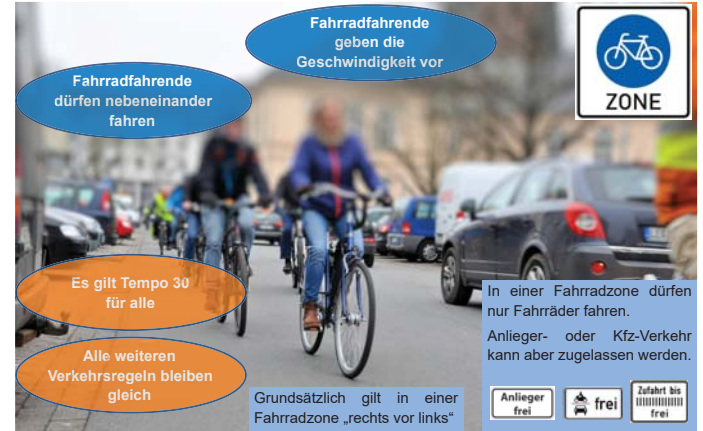 Fahrradfahrende
geben die
Geschwindigkeit vor
Fahrradfahrende
dürfen nebeneinander
fahren
ZONE
Es gilt Tempo 30
für alle
Alle weiteren
Verkehrsregeln bleiben
gleich
In einer Fahrradzone dürfen
nur Fahrräder fahren.
Anlieger- oder Kfz-Verkehr
kann aber zugelassen werden.
Grundsätzlich gilt in einer
Fahrradzone „rechts vor links“
Anlieger
frei
frei
Zufahrt bis
frei